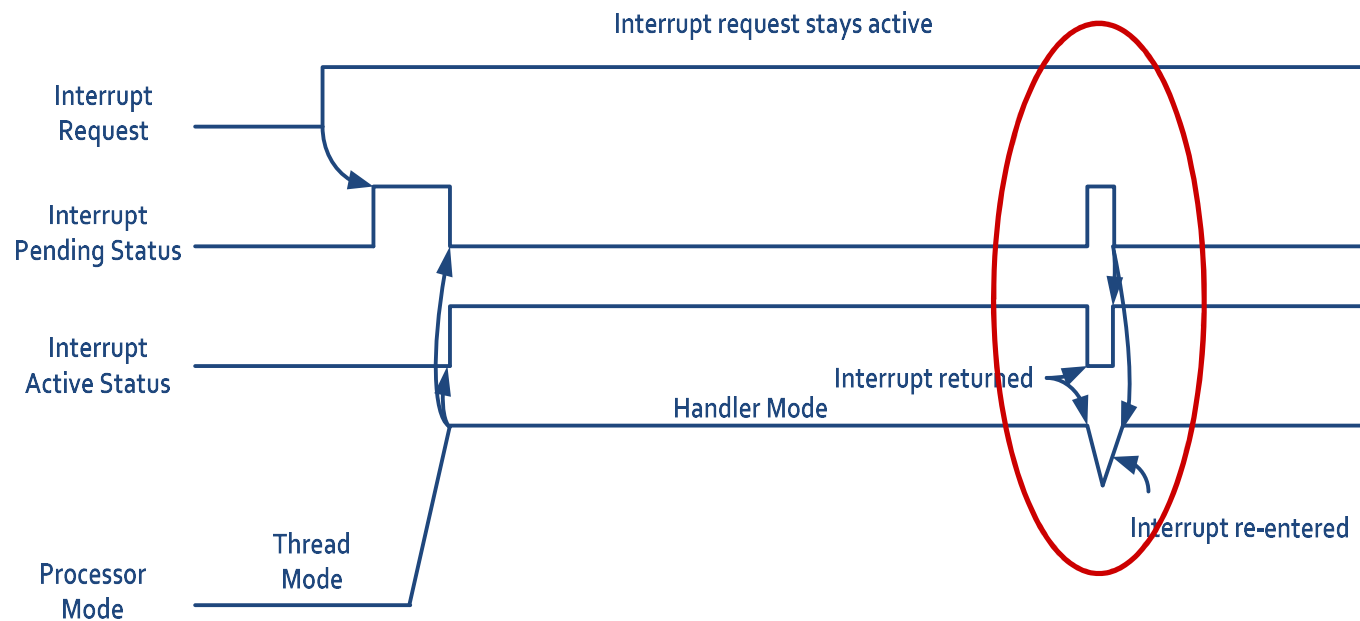 Interrupt request stays active
Interrupt
Request
Interrupt
Pending Status
Interrupt
Active Status
Interrupt returned
Handler Mode
Interrupt re-entered
Thread
Mode
Processor
Mode